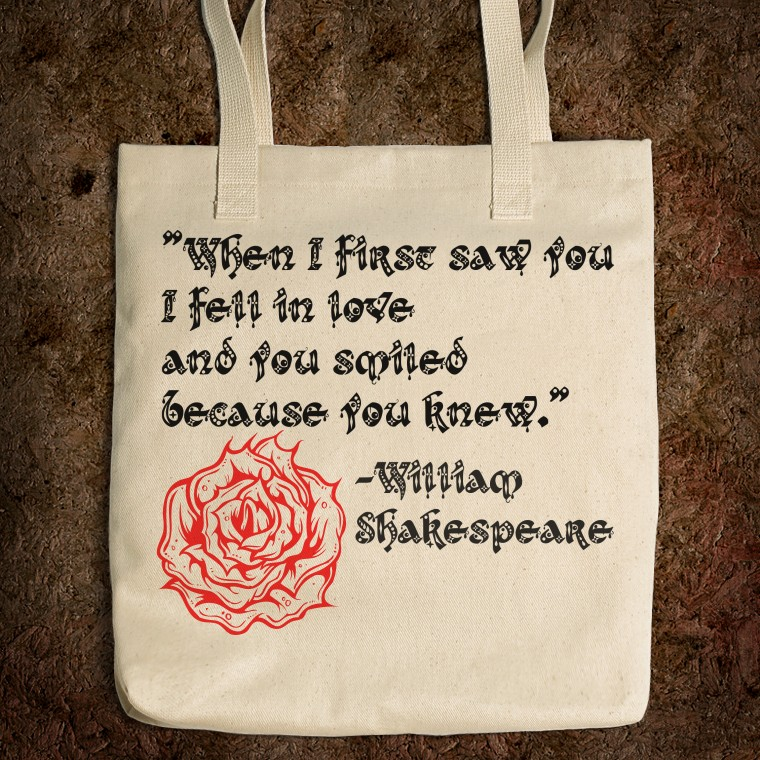 "When I first saw you
I fell in love
and you smiled
because you knew."
-William
Shakespeare